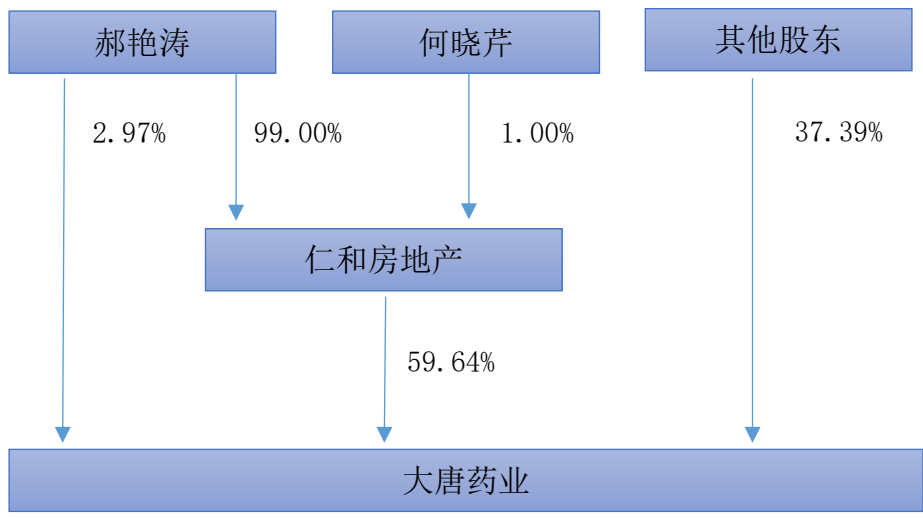 郝艳涛
何晓芹
其他股东
2.97%
99.00%
1.00%
37.39%
仁和房地产
59.64%
大唐药业